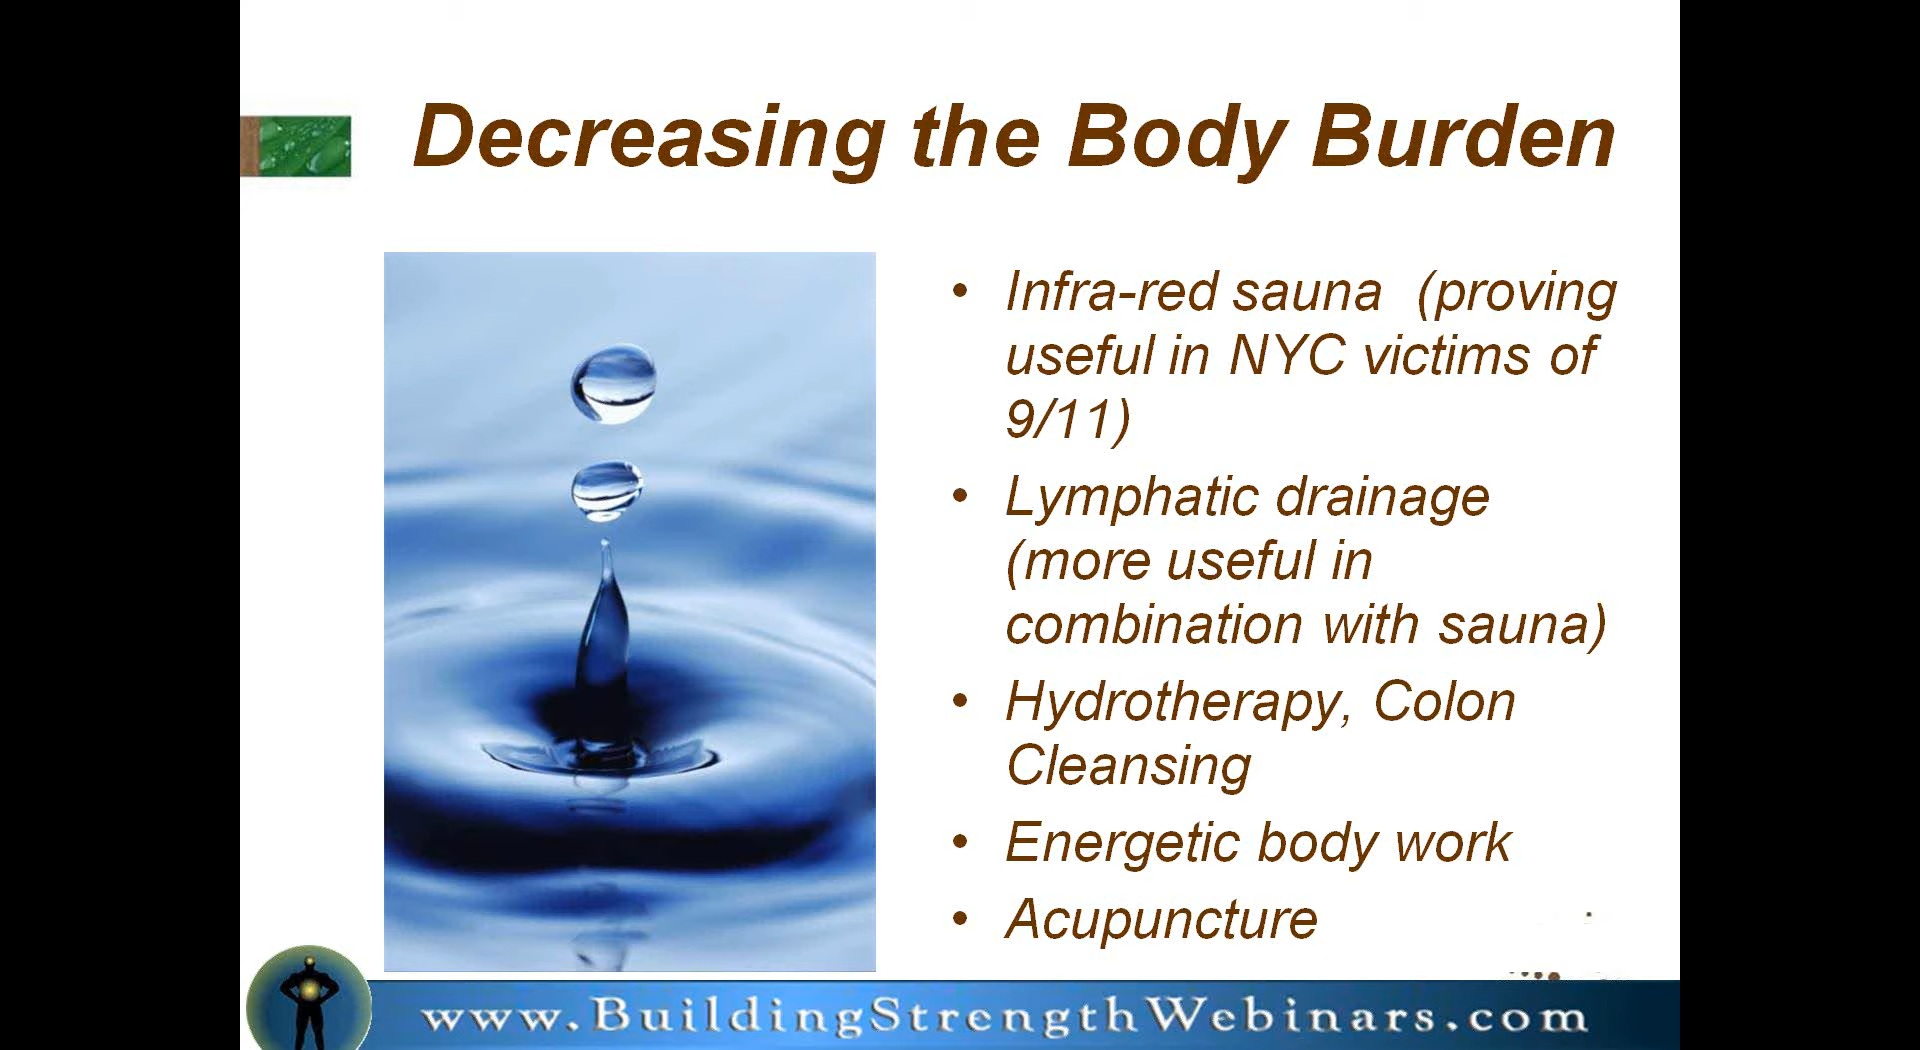 Decreasing the Body Burden
• Infra-red sauna (proving
useful in NYC victims of
9/11)
• Lymphatic drainage
(more useful in
combination with sauna)
• Hydrotherapy, Colon
Cleansing
• Energetic body work
• Acupuncture
www.BuildingStrengthWebinars.com